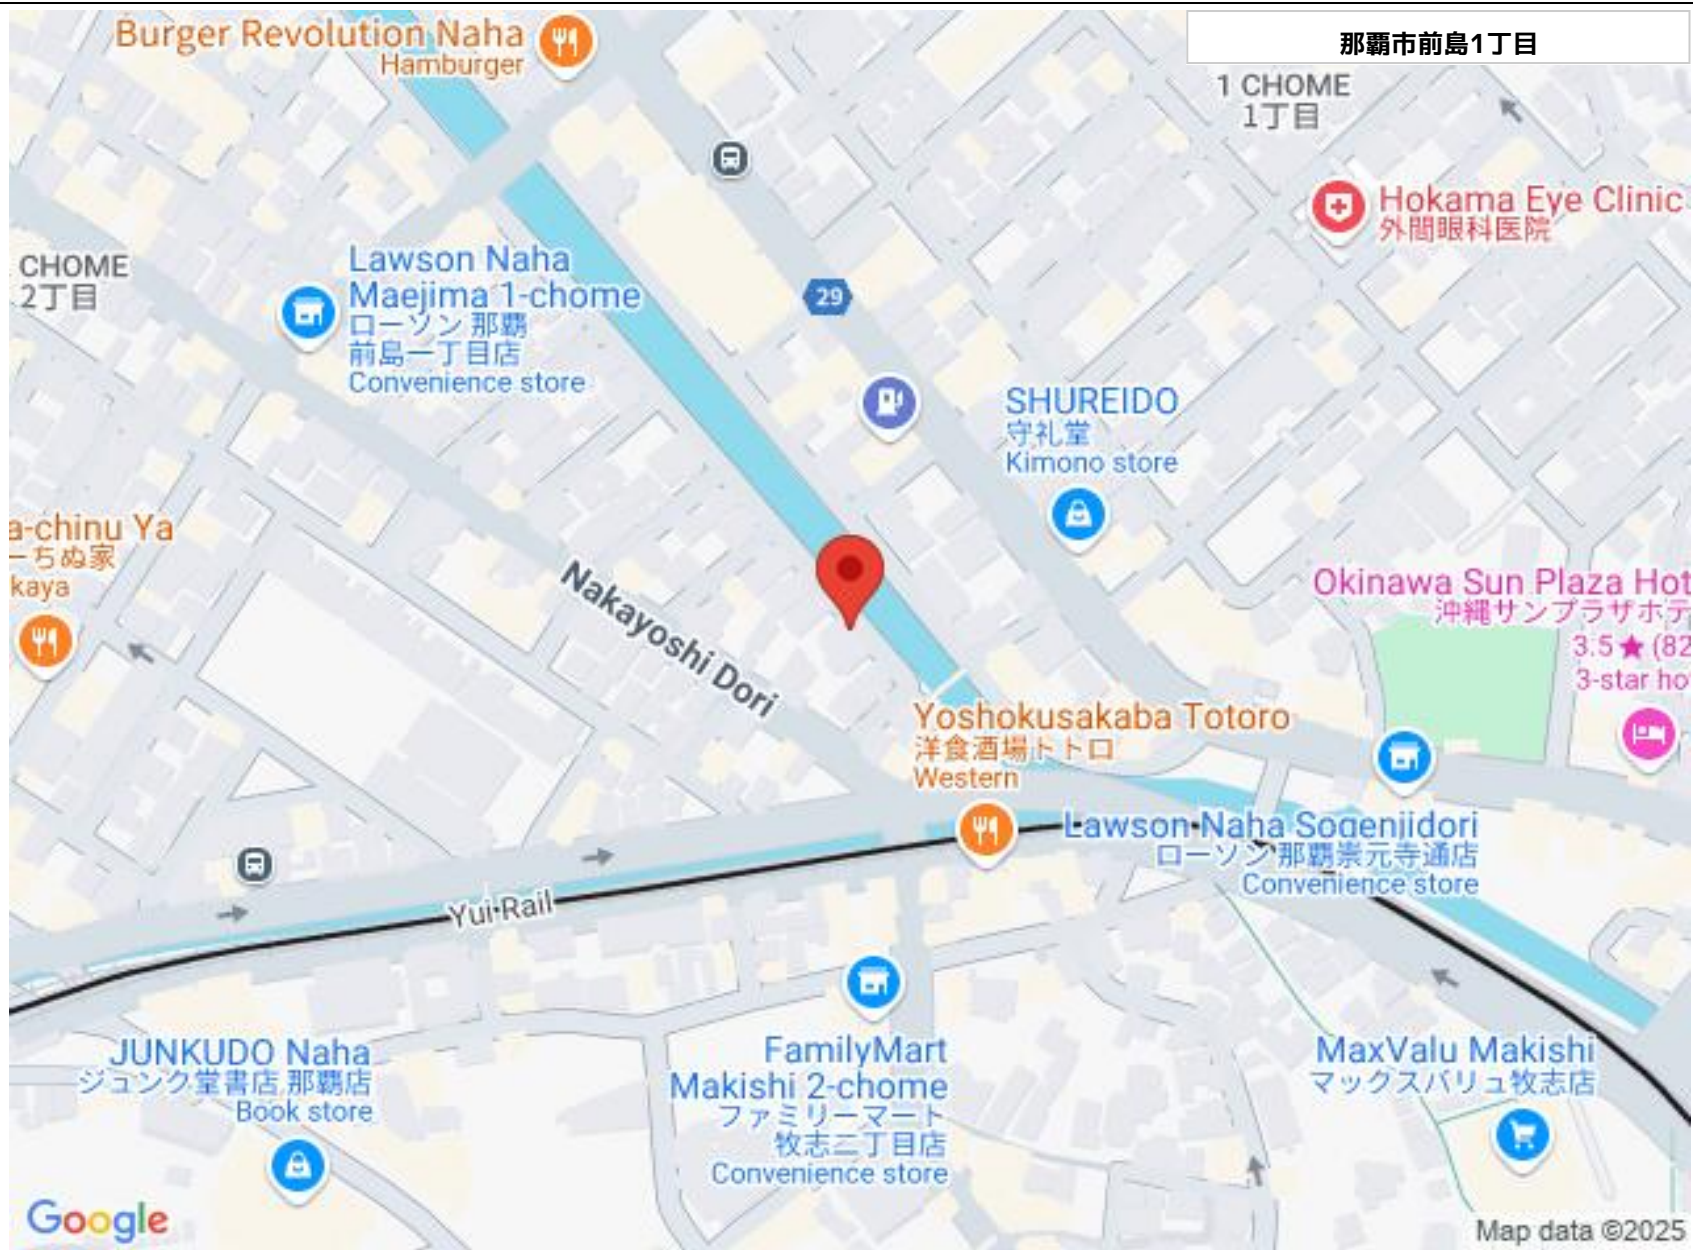 那覇市前島1丁目
Burger Revolution Naha
Hamburger
1 CHOME
1丁目
Hokama Eye Clinic
外間眼科医院
CHOME
2丁目
Lawson Naha
Maejima 1-chome
ローソン 那覇
前島一丁目店
Convenience store
29
SHUREIDO
守礼堂
Kimono store
a-chinu Ya
ーちぬ家
kaya
Nakayoshi Dori
Okinawa Sun Plaza Hot
沖縄サンプラザホテ
3.5 ★ (82
3-star ho
Yoshokusakaba Totoro
洋食酒場トトロ
Western
Lawson Naha Sogenjidori
ローソン 那覇崇元寺通店
Convenience store
Yui Rail
JUNKUDO Naha
ジュンク堂書店 那覇店
Book store
FamilyMart
Makishi 2-chome
ファミリーマート
牧志二丁目店
Convenience store
MaxValu Makishi
マックスバリュ牧志店
Google
Map data ©2025